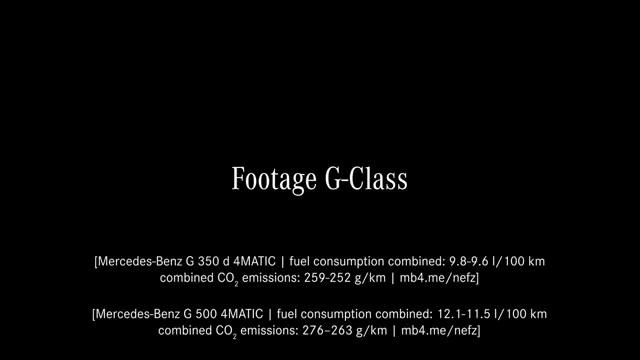 Footage G-Class
[Mercedes-Benz G 350 d 4MATIC | fuel consumption combined: 9.8-9.6 l/100 km
combined CO₂ emissions: 259-252 g/km | mb4.me/nefz]
[Mercedes-Benz G 500 4MATIC | fuel consumption combined: 12.1-11.5 l/100 km
combined CO₂ emissions: 276–263 g/km | mb4.me/nefz]